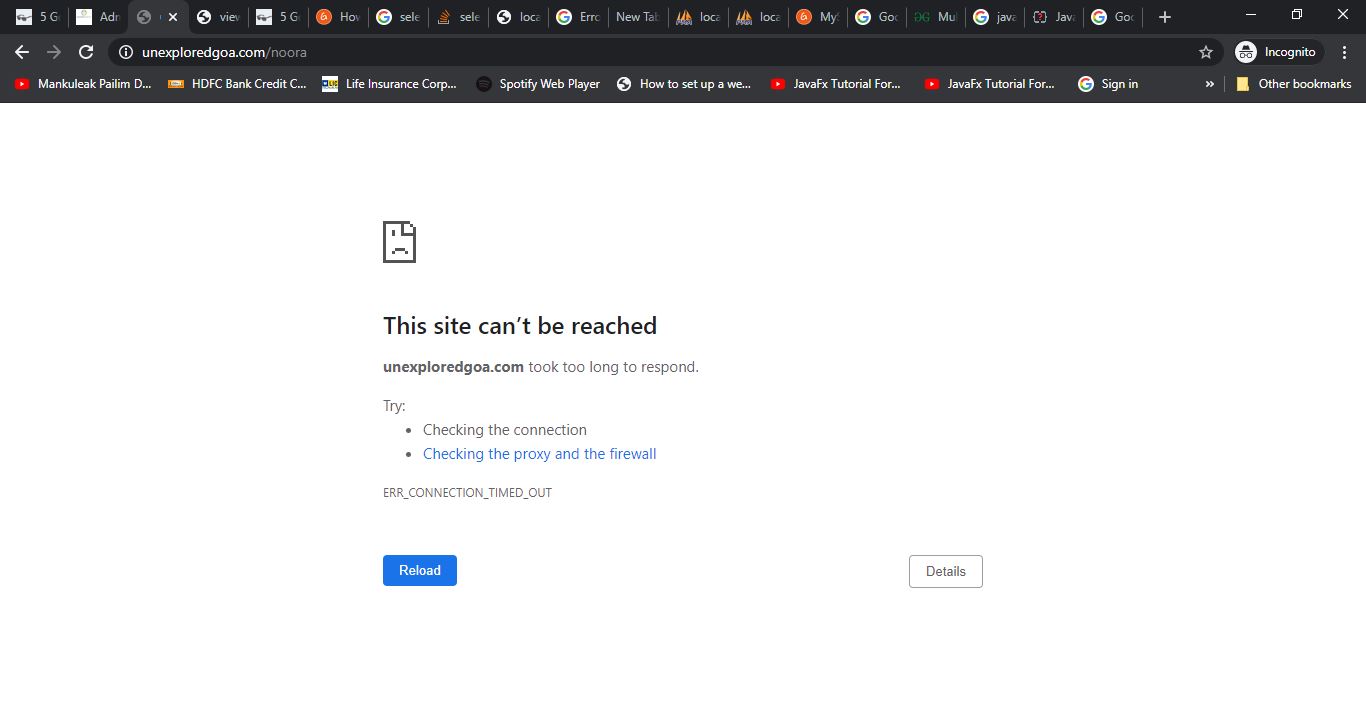 5 G
Adn
view
5 G
How
sele
sele
loca
Erro
New Tab
loca
loca
My
Goo
Mul
java
Java
Goo
unexploredgoa.com/noora
Incognito
Mankuleak Pailim D...
HDFC Bank Credit C...
Life Insurance Corp...
Spotify Web Player
How to set up a we...
JavaFx Tutorial For...
JavaFx Tutorial For...
Sign in
»
Other bookmarks
This site can’t be reached
unexploredgoa.com took too long to respond.
Try:
• Checking the connection
• Checking the proxy and the firewall
ERR_CONNECTION_TIMED_OUT
Reload
Details